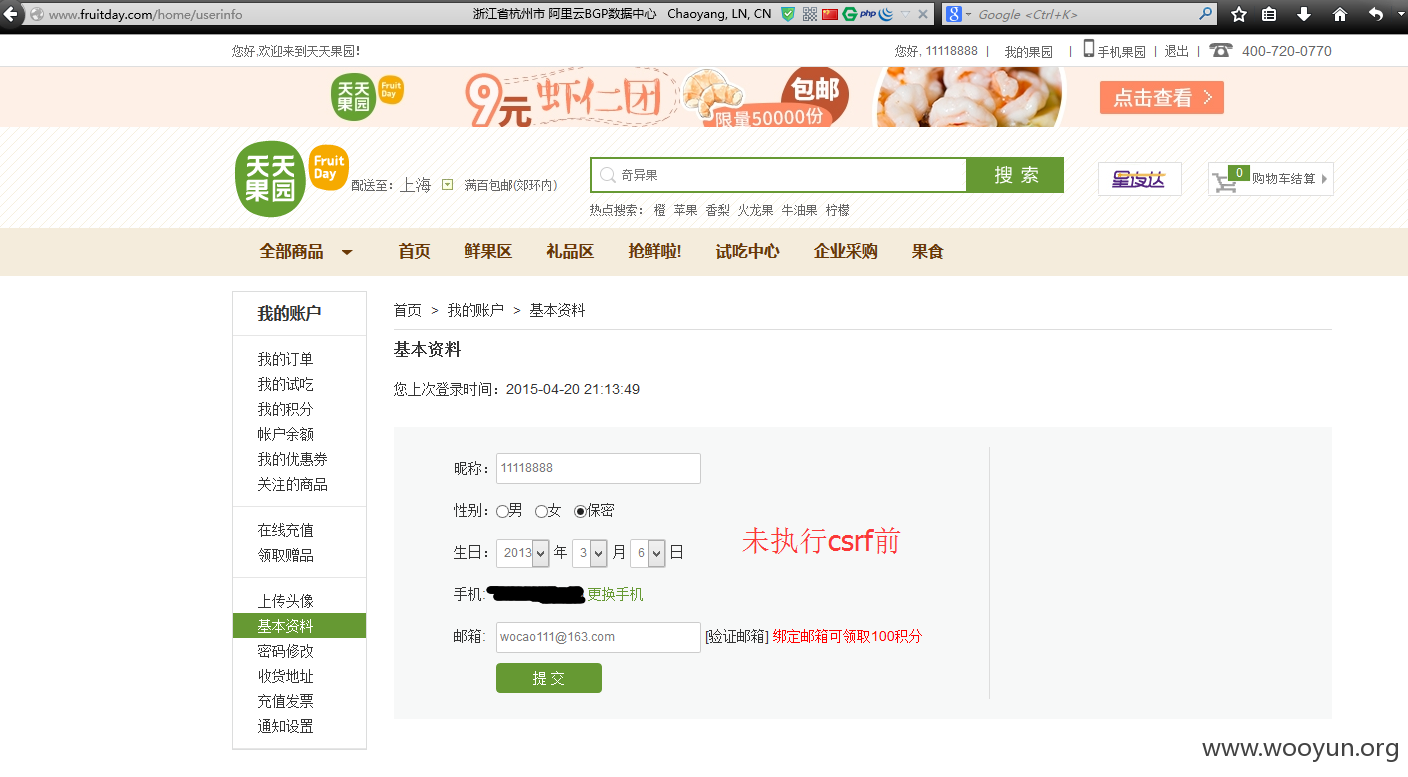 www.fruitday.com/home/userinfo 浙江省杭州市 阿里云BGP数据中心 Chaoyang, LN, CN php Google <Ctrl+K>
您好,欢迎来到天天果园! 您好, 11118888 | 我的果园 | 手机果园 | 退出 | 400-720-0770
天天果园 Fruit Day 9元 虾仁团 包邮 限量50000份 点击查看
天天果园 Fruit Day 配送至: 上海 满百包邮(郊环内) 奇异果 搜 索 星夜达 0 购物车结算
热点搜索: 橙 苹果 香梨 火龙果 牛油果 柠檬
全部商品 首页 鲜果区 礼品区 抢鲜啦! 试吃中心 企业采购 果食
我的账户
我的订单
我的试吃
我的积分
帐户余额
我的优惠券
关注的商品
在线充值
领取赠品
上传头像
基本资料
密码修改
收货地址
充值发票
通知设置
首页 > 我的账户 > 基本资料
基本资料
您上次登录时间：2015-04-20 21:13:49
昵称： 11118888
性别： 男 女 保密
生日： 2013 年 3 月 6 日
手机: 更换手机
邮箱: wocao111@163.com [验证邮箱] 绑定邮箱可领取100积分
提 交
未执行csrf前
www.wooyun.org